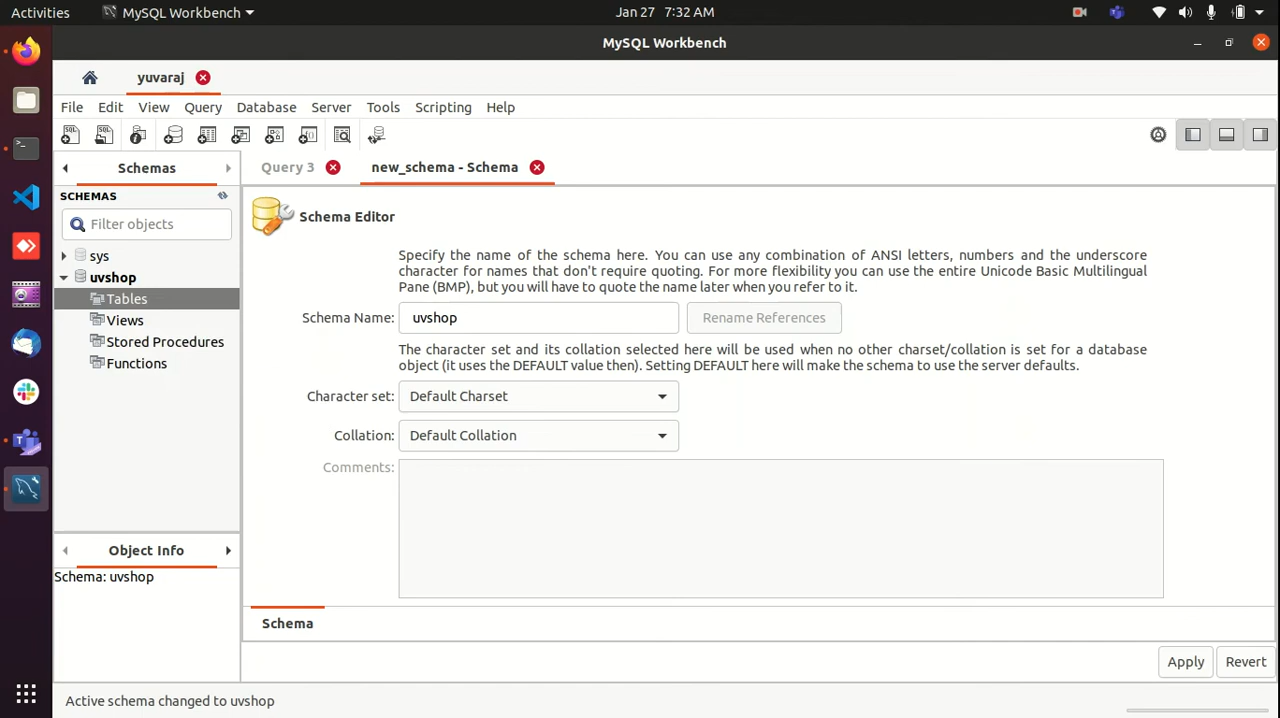 Activities
MySQL Workbench
Jan 27 7:32 AM
MySQL Workbench
yuvaraj
File Edit View Query Database Server Tools Scripting Help
Schemas
Query 3
new_schema - Schema
SCHEMAS
Filter objects
sys
uvshop
Tables
Views
Stored Procedures
Functions
Schema Editor
Specify the name of the schema here. You can use any combination of ANSI letters, numbers and the underscore
character for names that don't require quoting. For more flexibility you can use the entire Unicode Basic Multilingual
Pane (BMP), but you will have to quote the name later when you refer to it.
Schema Name: uvshop Rename References
The character set and its collation selected here will be used when no other charset/collation is set for a database
object (it uses the DEFAULT value then). Setting DEFAULT here will make the schema to use the server defaults.
Character set: Default Charset
Collation: Default Collation
Comments:
Object Info
Schema: uvshop
Schema
Apply Revert
Active schema changed to uvshop